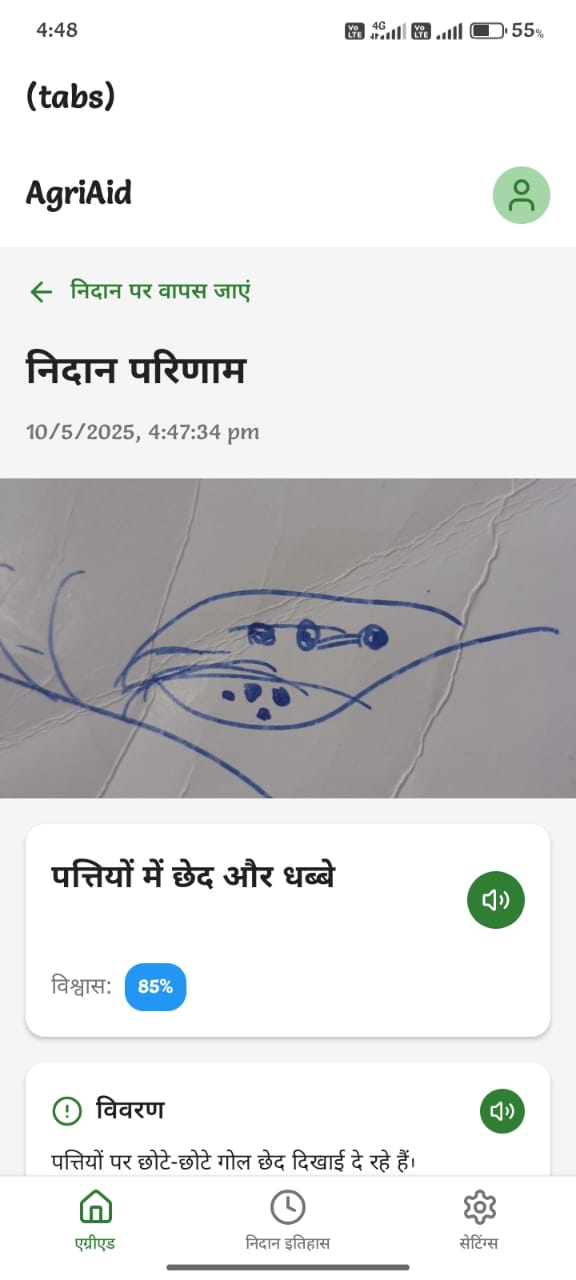 4:48
Vo LTE 4G Vo LTE 55%
(tabs)
AgriAid
निदान पर वापस जाएं
निदान परिणाम
10/5/2025, 4:47:34 pm
पत्तियों में छेद और धब्बे
विश्वास: 85%
विवरण
पत्तियों पर छोटे-छोटे गोल छेद दिखाई दे रहे हैं।
एग्रीएड
निदान इतिहास
सेटिंग्स